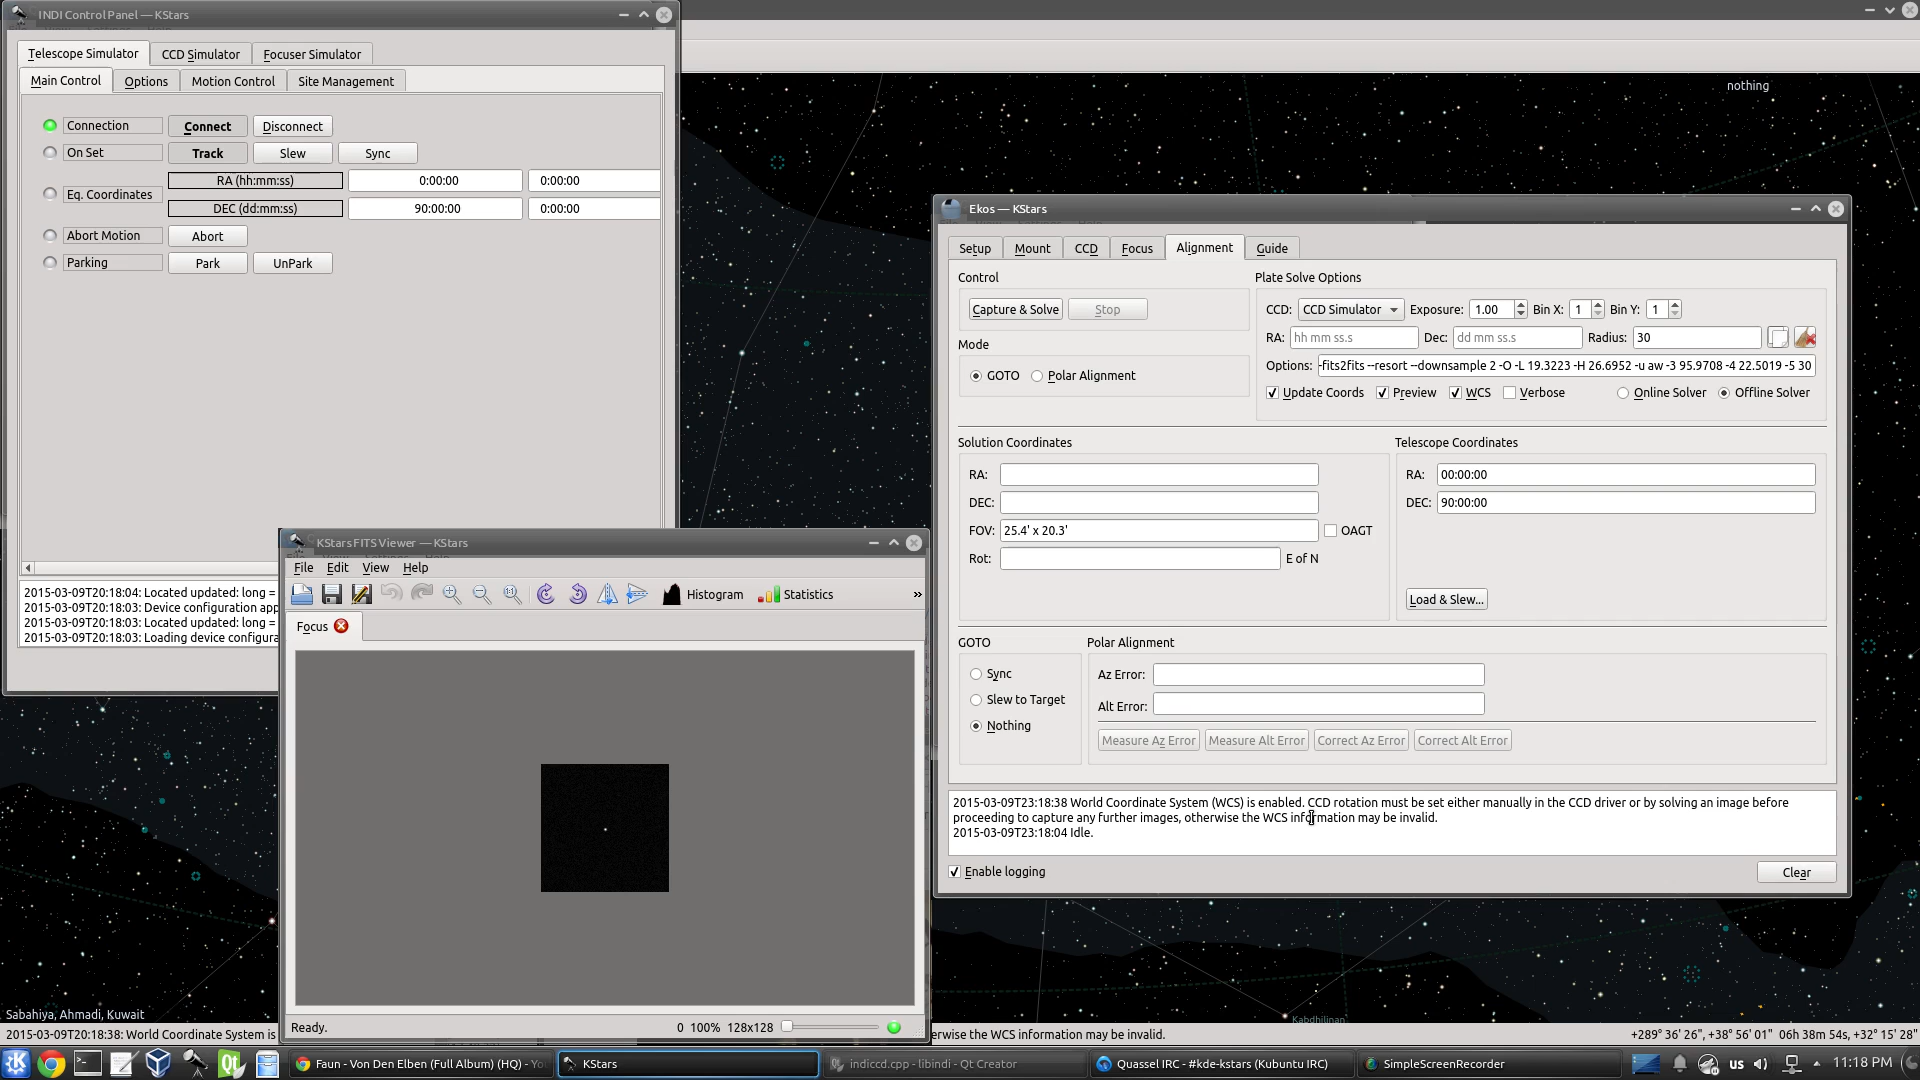 INDI Control Panel — KStars
Telescope Simulator CCD Simulator Focuser Simulator
Main Control Options Motion Control Site Management
Connection Connect Disconnect
On Set Track Slew Sync
Eq. Coordinates
RA (hh:mm:ss) 0:00:00 0:00:00
DEC (dd:mm:ss) 90:00:00 0:00:00
Abort Motion Abort
Parking Park UnPark
2015-03-09T20:18:04: Located updated: long =
2015-03-09T20:18:03: Device configuration app
2015-03-09T20:18:03: Located updated: long =
2015-03-09T20:18:03: Loading device configura
nothing
KStars FITS Viewer — KStars
File Edit View Help
Histogram Statistics »
Focus
Ready. 0 100% 128x128
Ekos — KStars
Setup Mount CCD Focus Alignment Guide
Control
Capture & Solve Stop
Mode
GOTO Polar Alignment
Plate Solve Options
CCD: CCD Simulator Exposure: 1.00 Bin X: 1 Bin Y: 1
RA: hh mm ss.s Dec: dd mm ss.s Radius: 30
Options: -fits2fits --resort --downsample 2 -O -L 19.3223 -H 26.6952 -u aw -3 95.9708 -4 22.5019 -5 30
Update Coords Preview WCS Verbose Online Solver Offline Solver
Solution Coordinates
RA:
DEC:
FOV: 25.4' x 20.3' OAGT
Rot: E of N
Telescope Coordinates
RA: 00:00:00
DEC: 90:00:00
Load & Slew...
GOTO
Sync
Slew to Target
Nothing
Polar Alignment
Az Error:
Alt Error:
Measure Az Error Measure Alt Error Correct Az Error Correct Alt Error
2015-03-09T23:18:38 World Coordinate System (WCS) is enabled. CCD rotation must be set either manually in the CCD driver or by solving an image before
proceeding to capture any further images, otherwise the WCS information may be invalid.
2015-03-09T23:18:04 Idle.
Enable logging Clear
Kabdhilinan
Sabahiya, Ahmadi, Kuwait
2015-03-09T20:18:38: World Coordinate System is
erwise the WCS information may be invalid.
+289° 36' 26", +38° 56' 01" 06h 38m 54s, +32° 15' 28"
Faun - Von Den Elben (Full Album) (HQ) - Yo KStars indiccd.cpp - libindi - Qt Creator Quassel IRC - #kde-kstars (Kubuntu IRC) SimpleScreenRecorder us 11:18 PM